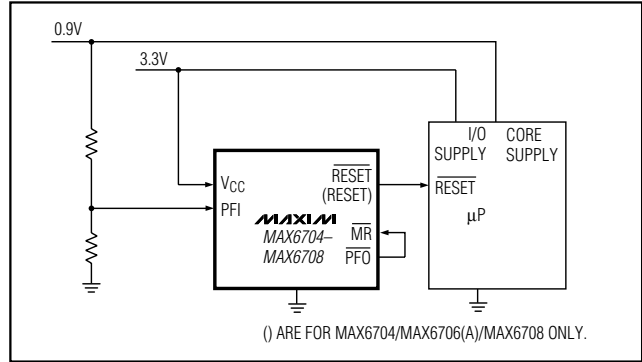 0.9V
3.3V
I/O SUPPLY
CORE SUPPLY
VCC
PFI
RESET
(RESET)
MAXIM
MAX6704–
MAX6708
MR
PFO
RESET
µP
() ARE FOR MAX6704/MAX6706(A)/MAX6708 ONLY.